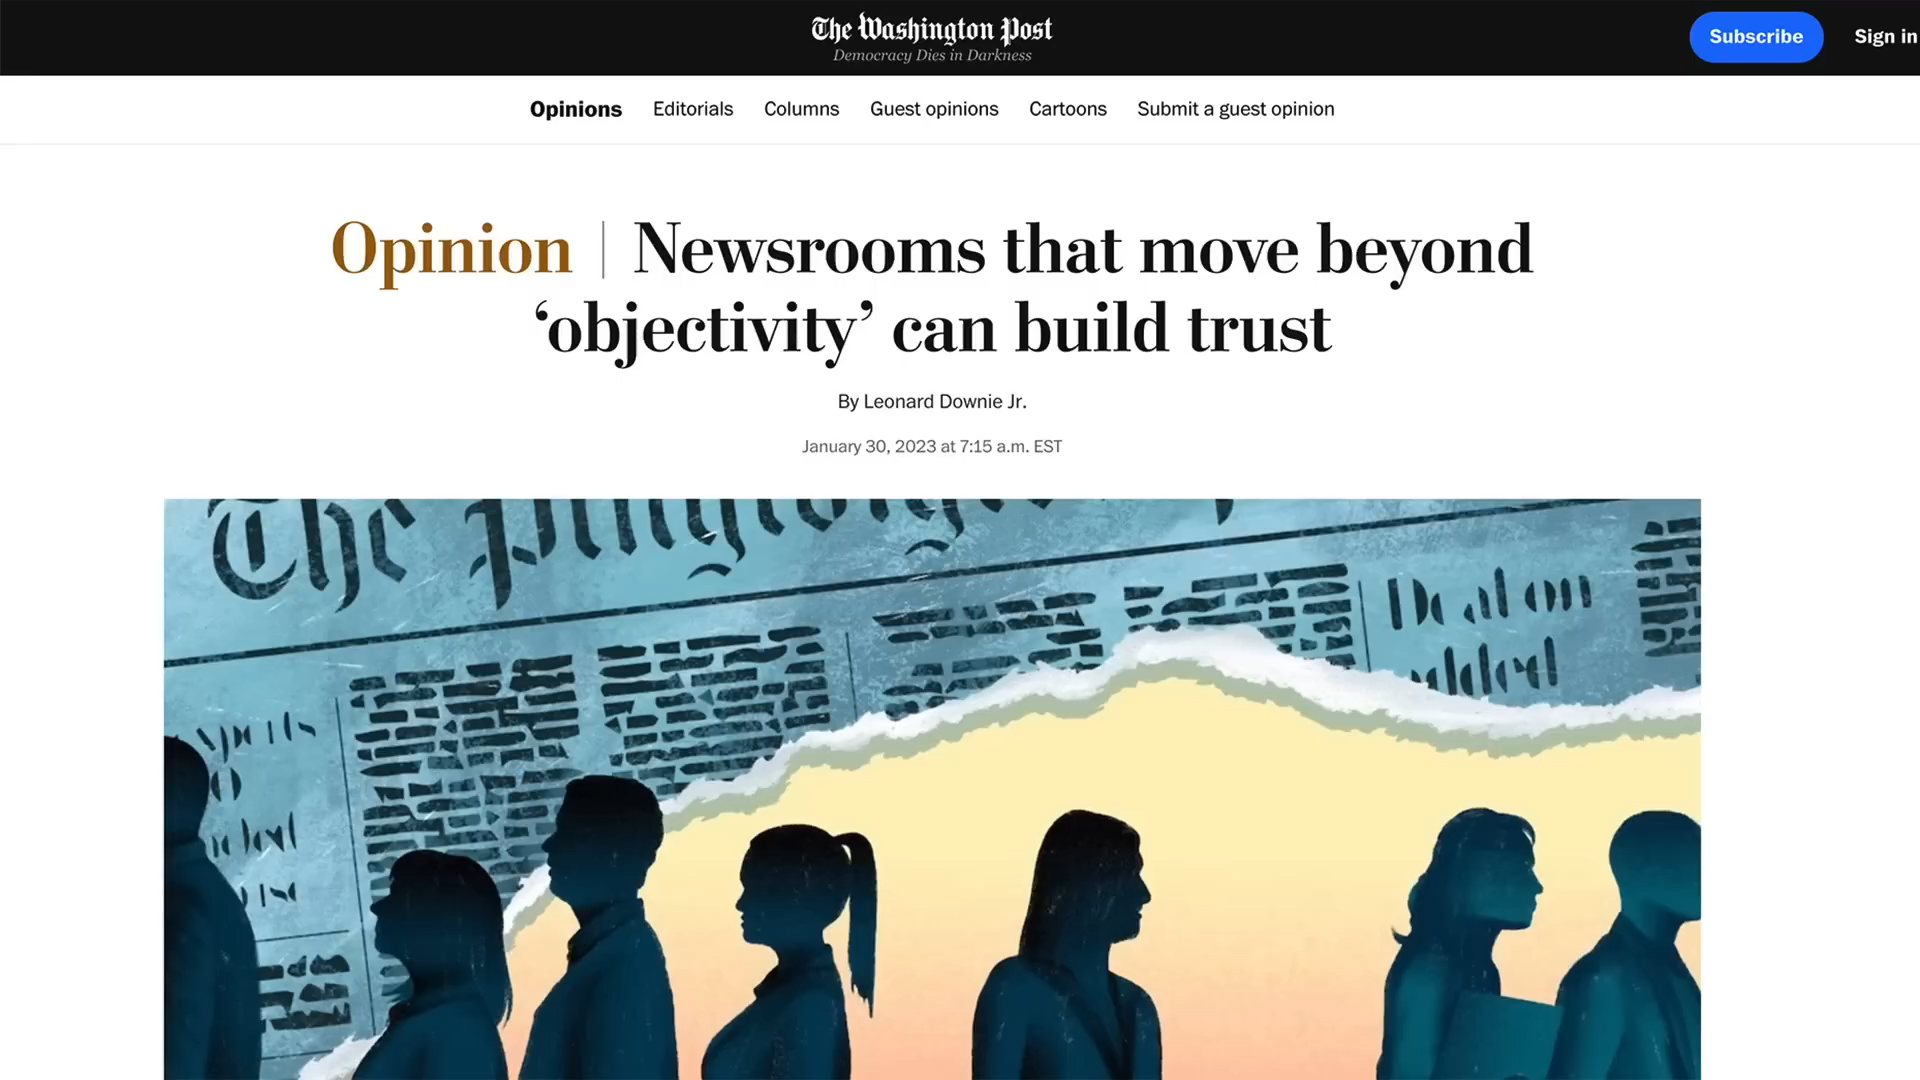 The Washington Post
Democracy Dies in Darkness
Subscribe
Sign in
Opinions
Editorials
Columns
Guest opinions
Cartoons
Submit a guest opinion
Opinion | Newsrooms that move beyond
‘objectivity’ can build trust
By Leonard Downie Jr.
January 30, 2023 at 7:15 a.m. EST
The